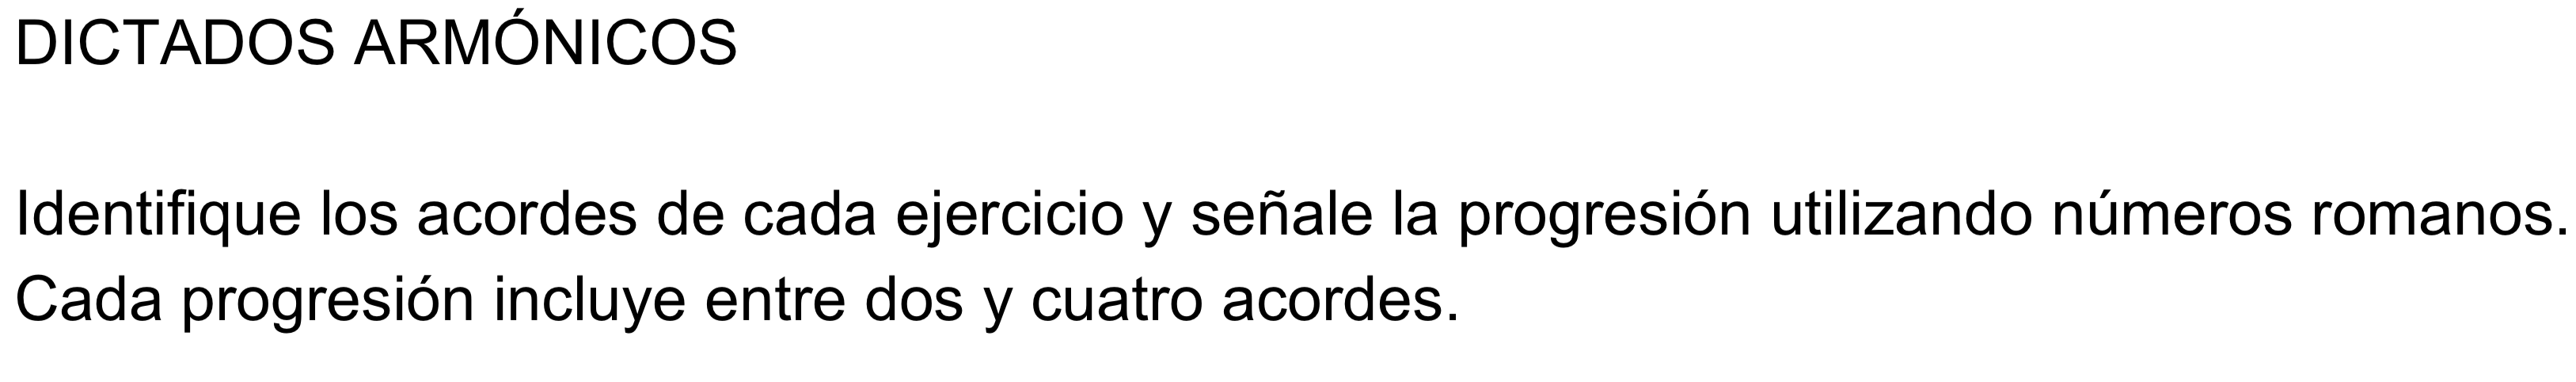 DICTADOS ARMÓNICOS
Identifique los acordes de cada ejercicio y señale la progresión utilizando números romanos.
Cada progresión incluye entre dos y cuatro acordes.